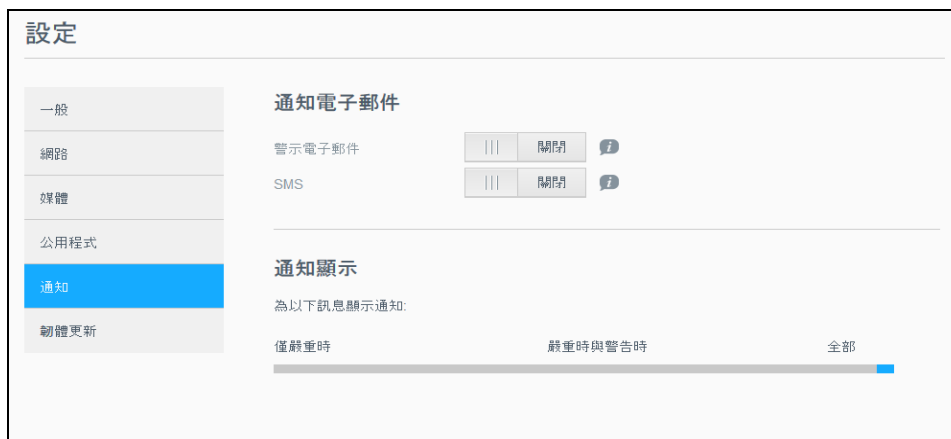 設定
一般
網路
媒體
公用程式
通知
韌體更新
通知電子郵件
警示電子郵件 關閉
SMS 關閉
通知顯示
為以下訊息顯示通知:
僅嚴重時 嚴重時與警告時 全部